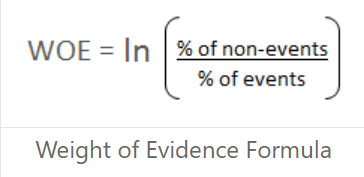 WOE = ln ( % of non-events
% of events )
Weight of Evidence Formula